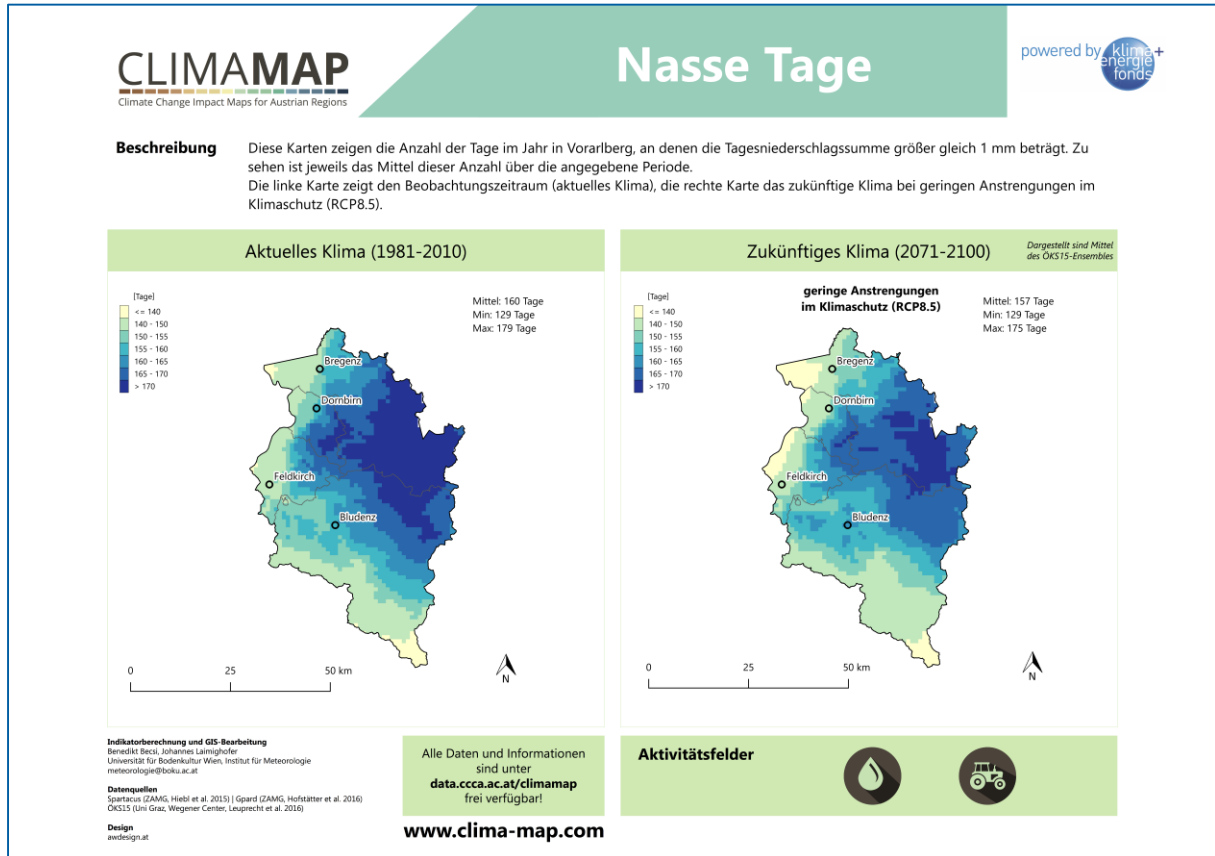 CLIMAMAP
Climate Change Impact Maps for Austrian Regions
Nasse Tage
powered by klima+
energie
fonds
Beschreibung
Diese Karten zeigen die Anzahl der Tage im Jahr in Vorarlberg, an denen die Tagesniederschlagssumme größer gleich 1 mm beträgt. Zu
sehen ist jeweils das Mittel dieser Anzahl über die angegebene Periode.
Die linke Karte zeigt den Beobachtungszeitraum (aktuelles Klima), die rechte Karte das zukünftige Klima bei geringen Anstrengungen im
Klimaschutz (RCP8.5).
Aktuelles Klima (1981-2010)
[Tage]
<= 140
140 - 150
150 - 155
155 - 160
160 - 165
165 - 170
> 170
Mittel: 160 Tage
Min: 129 Tage
Max: 179 Tage
Bregenz
Dornbirn
Feldkirch
Bludenz
0 25 50 km
N
Zukünftiges Klima (2071-2100)
Dargestellt sind Mittel
des ÖKS15-Ensembles
[Tage]
<= 140
140 - 150
150 - 155
155 - 160
160 - 165
165 - 170
> 170
geringe Anstrengungen
im Klimaschutz (RCP8.5)
Mittel: 157 Tage
Min: 129 Tage
Max: 175 Tage
Bregenz
Dornbirn
Feldkirch
Bludenz
0 25 50 km
N
Indikatorberechnung und GIS-Bearbeitung
Benedikt Becsi, Johannes Laimighofer
Universität für Bodenkultur Wien, Institut für Meteorologie
meteorologie@boku.ac.at
Datenquellen
Spartacus (ZAMG, Hiebl et al. 2015) | Gpard (ZAMG, Hofstätter et al. 2016)
ÖKS15 (Uni Graz, Wegener Center, Leuprecht et al. 2016)
Design
awdesign.at
Alle Daten und Informationen
sind unter
data.ccca.ac.at/climamap
frei verfügbar!
www.clima-map.com
Aktivitätsfelder